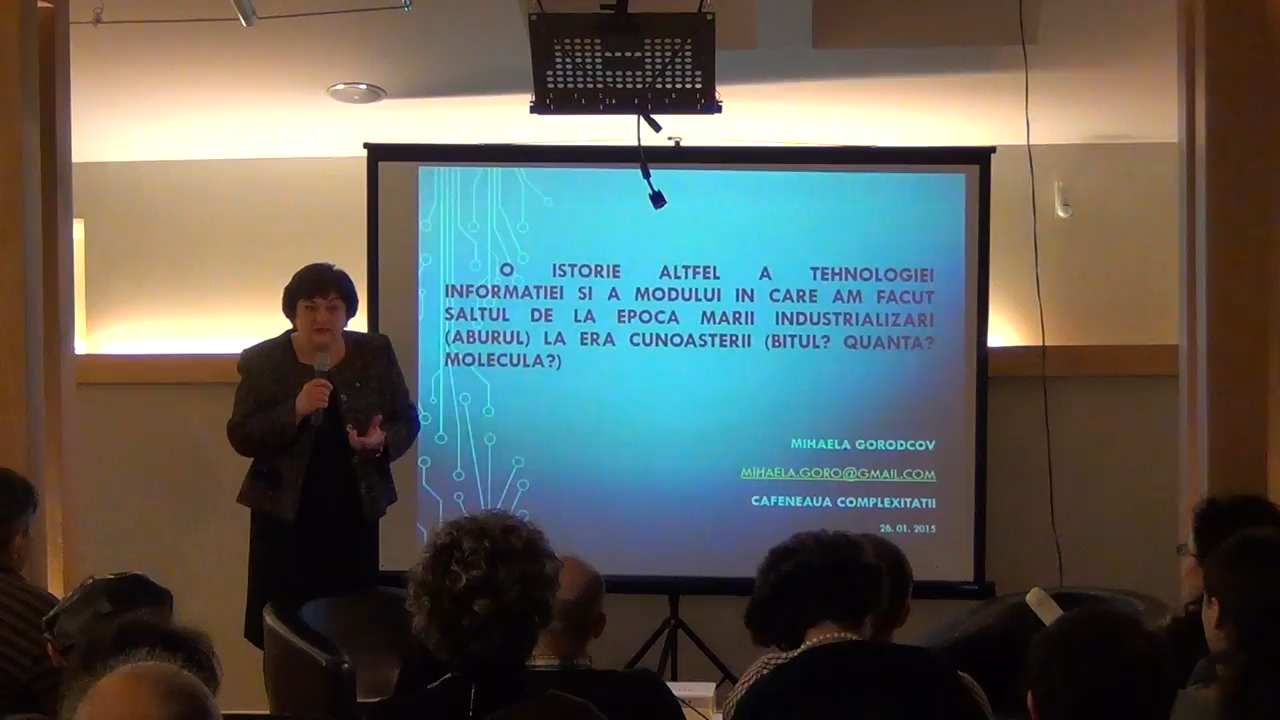 O ISTORIE ALTFEL A TEHNOLOGIEI
INFORMATIEI SI A MODULUI IN CARE AM FACUT
SALTUL DE LA EPOCA MARII INDUSTRIALIZARI
(ABURUL) LA ERA CUNOASTERII (BITUL? QUANTA?
MOLECULA?)
MIHAELA GORODCOV
MIHAELA.GORO@GMAIL.COM
CAFENEAUA COMPLEXITATII
26. 01. 2015